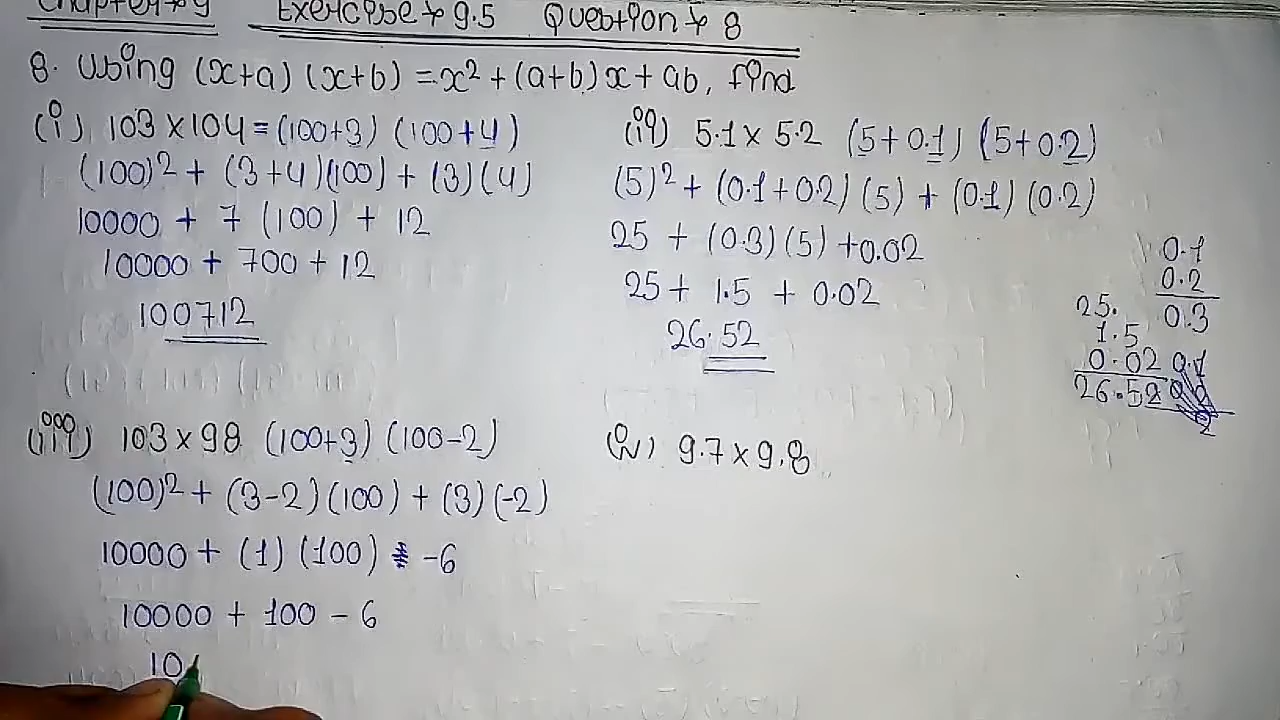 Chapter → 9 Exercise → 9.5 Question → 8
8. Using (x+a) (x+b) = x² + (a+b) x + ab, find
(i) 103 × 104 = (100+3) (100+4)
(100)² + (3+4)(100) + (3)(4)
10000 + 7 (100) + 12
10000 + 700 + 12
100712
(ii) 5.1 × 5.2 (5+0.1) (5+0.2)
(5)² + (0.1+0.2) (5) + (0.1) (0.2)
25 + (0.3) (5) + 0.02
25 + 1.5 + 0.02
26.52
0.1
0.2
0.3
25.
1.5
0.02
26.52
(iii) 103 × 98 (100+3) (100-2)
(100)² + (3-2) (100) + (3) (-2)
10000 + (1) (100) -6
10000 + 100 - 6
10
(iv) 9.7 × 9.8